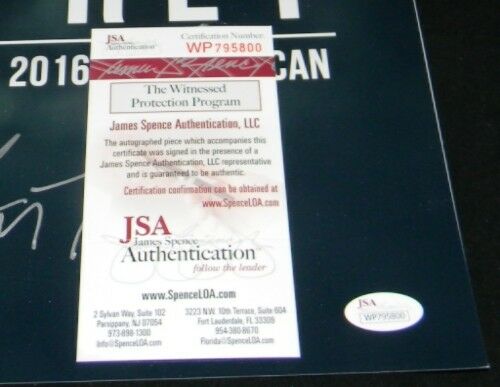 2016
CAN
JSA
Authentication
Certification Number:
WP795800
The Witnessed
Protection Program
James Spence Authentication, LLC
The autographed piece which accompanies this
certificate was signed in the presence of a
James Spence Authentication, LLC representative
and is guaranteed to be authentic.
Certification confirmation can be obtained at
www.SpenceLOA.com
JSA
James Spence
Authentication
follow the leader
www.SpenceLOA.com
2 Sylvan Way, Suite 102
Parsippany, NJ 07054
973-898-1300
Info@SpenceLOA.com
3223 N.W. 10th Terrace, Suite 604
Fort Lauderdale, FL 33309
954-380-8670
Florida@SpenceLOA.com
JSA
WP795800